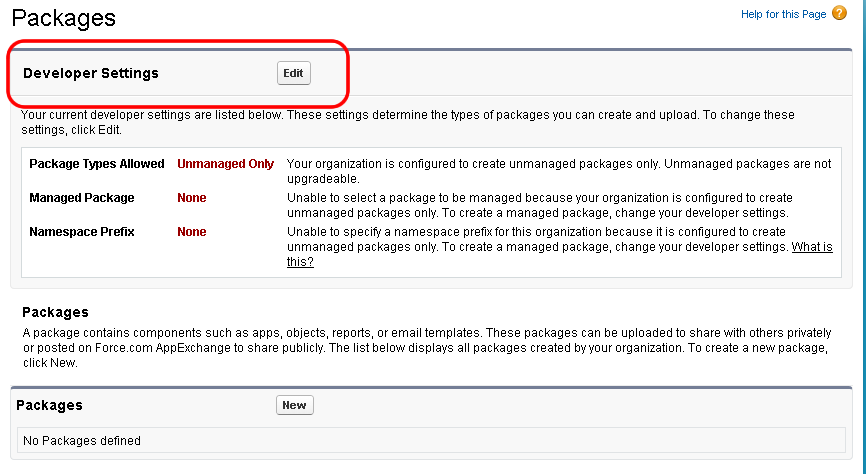 Packages
Help for this Page ?
Developer Settings Edit
Your current developer settings are listed below. These settings determine the types of packages you can create and upload. To change these
settings, click Edit.
Package Types Allowed Unmanaged Only Your organization is configured to create unmanaged packages only. Unmanaged packages are not
upgradeable.
Managed Package None Unable to select a package to be managed because your organization is configured to create
unmanaged packages only. To create a managed package, change your developer settings.
Namespace Prefix None Unable to specify a namespace prefix for this organization because it is configured to create
unmanaged packages only. To create a managed package, change your developer settings. What is
this?
Packages
A package contains components such as apps, objects, reports, or email templates. These packages can be uploaded to share with others privately
or posted on Force.com AppExchange to share publicly. The list below displays all packages created by your organization. To create a new package,
click New.
Packages New
No Packages defined